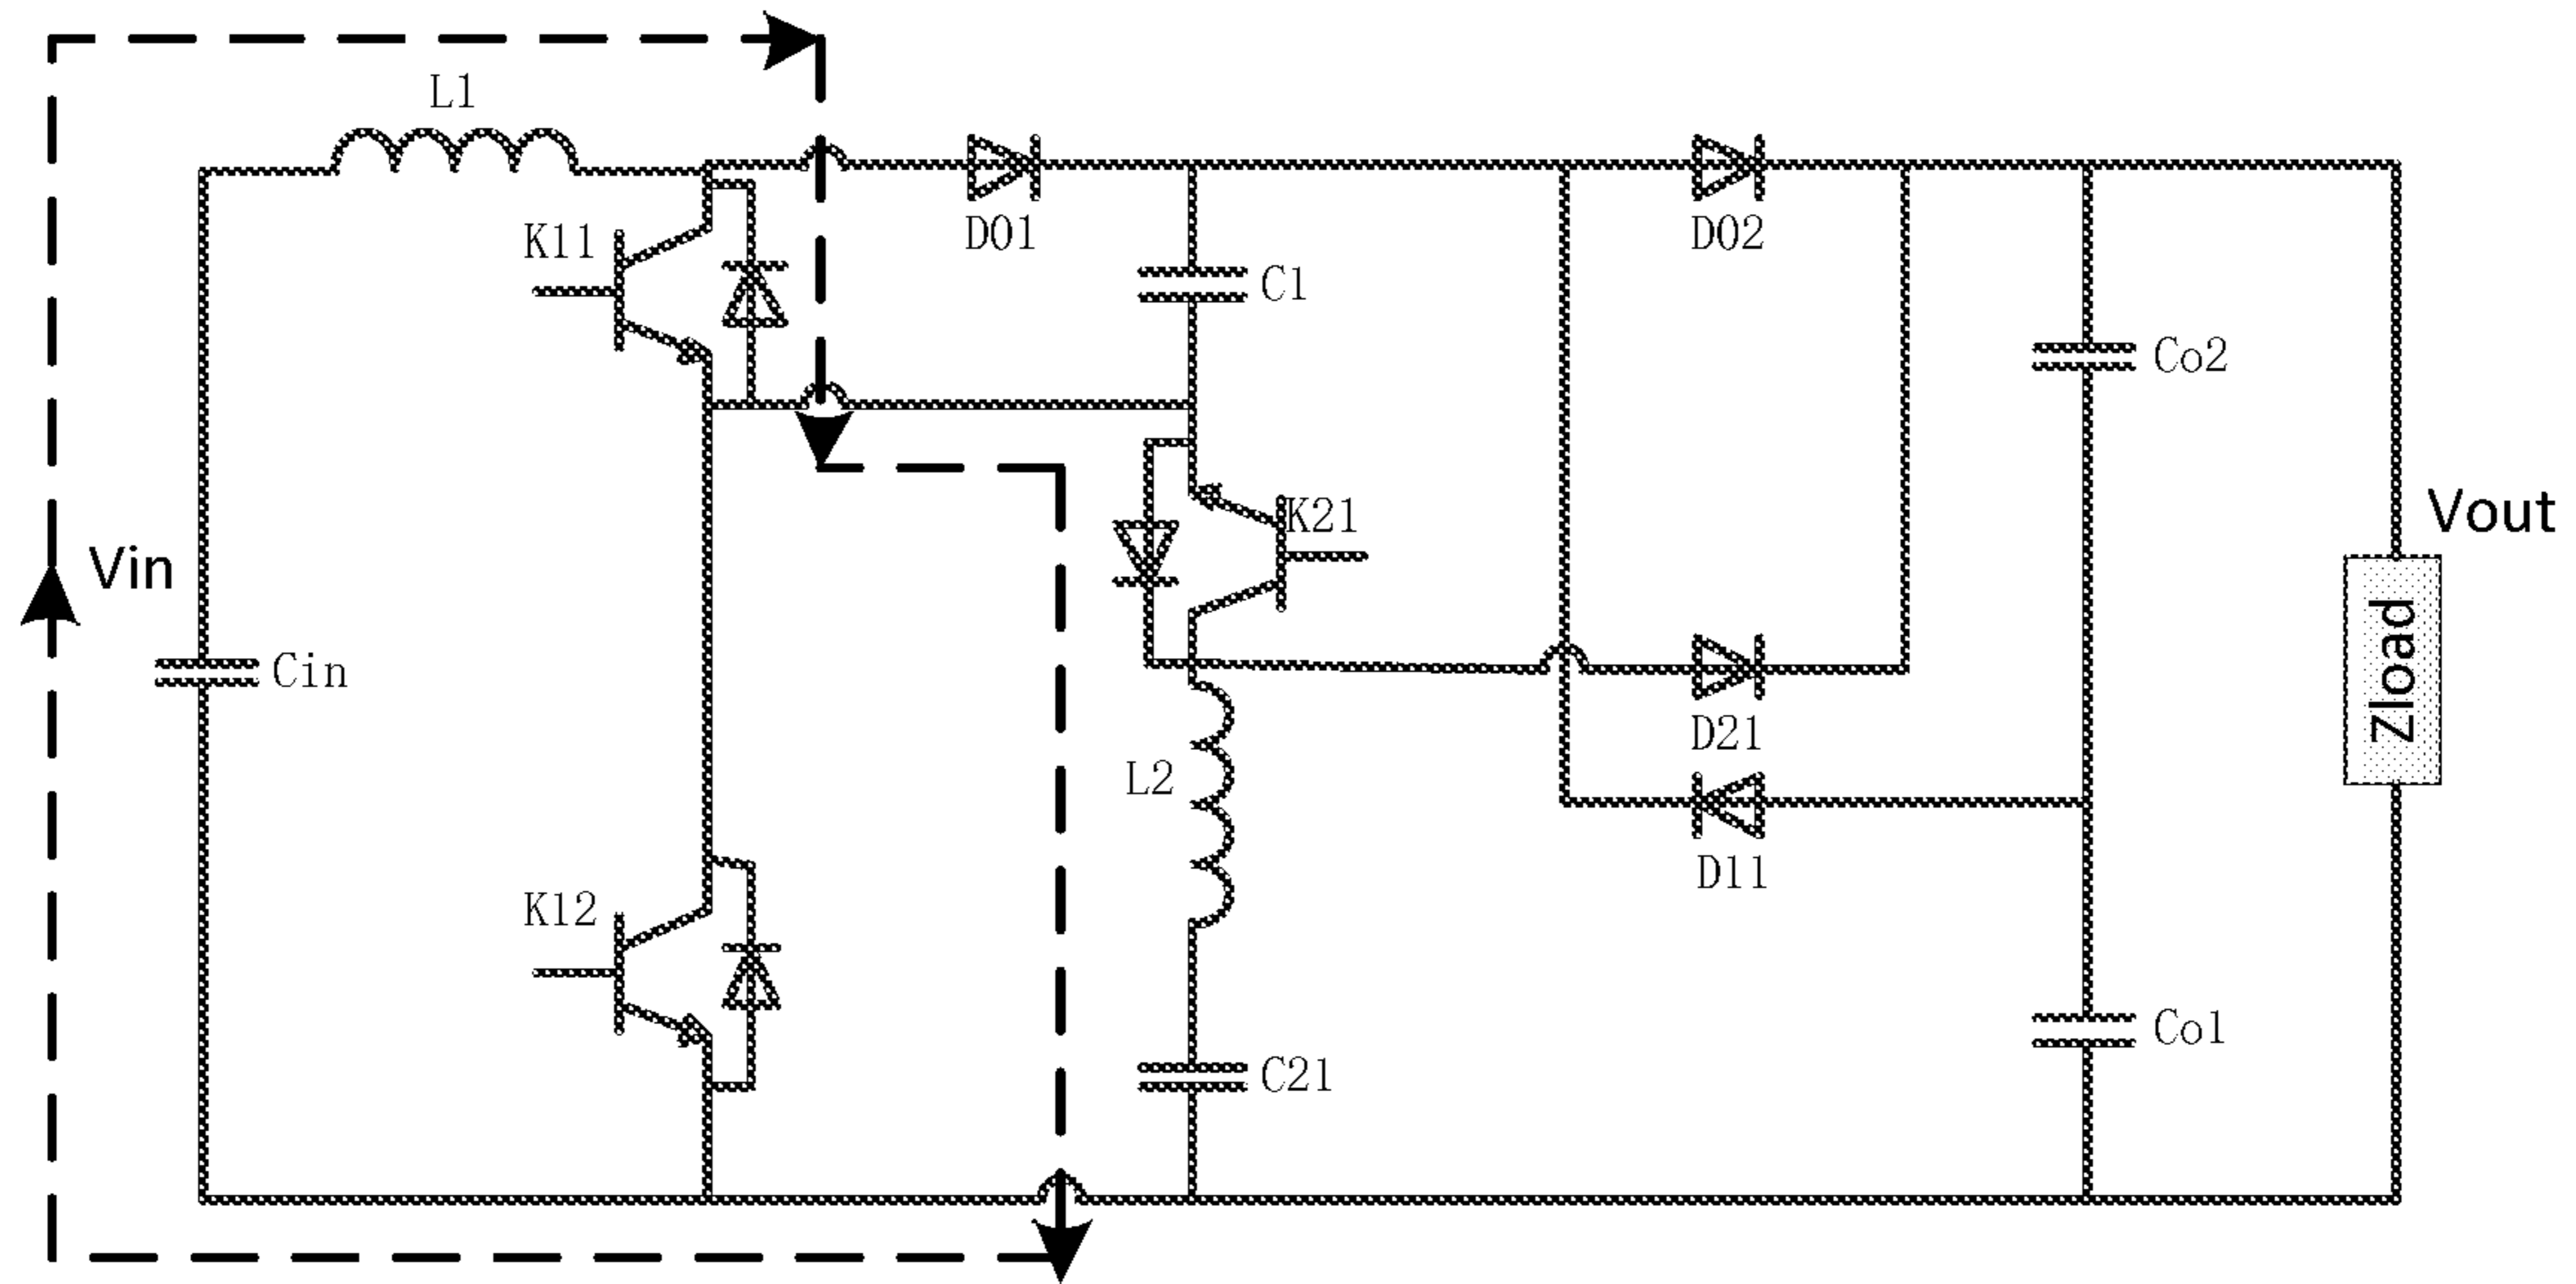 L1
K11
D01
C1
D02
Co2
K21
Vout
Vin
Cin
Zload
D21
L2
D11
K12
Co1
C21